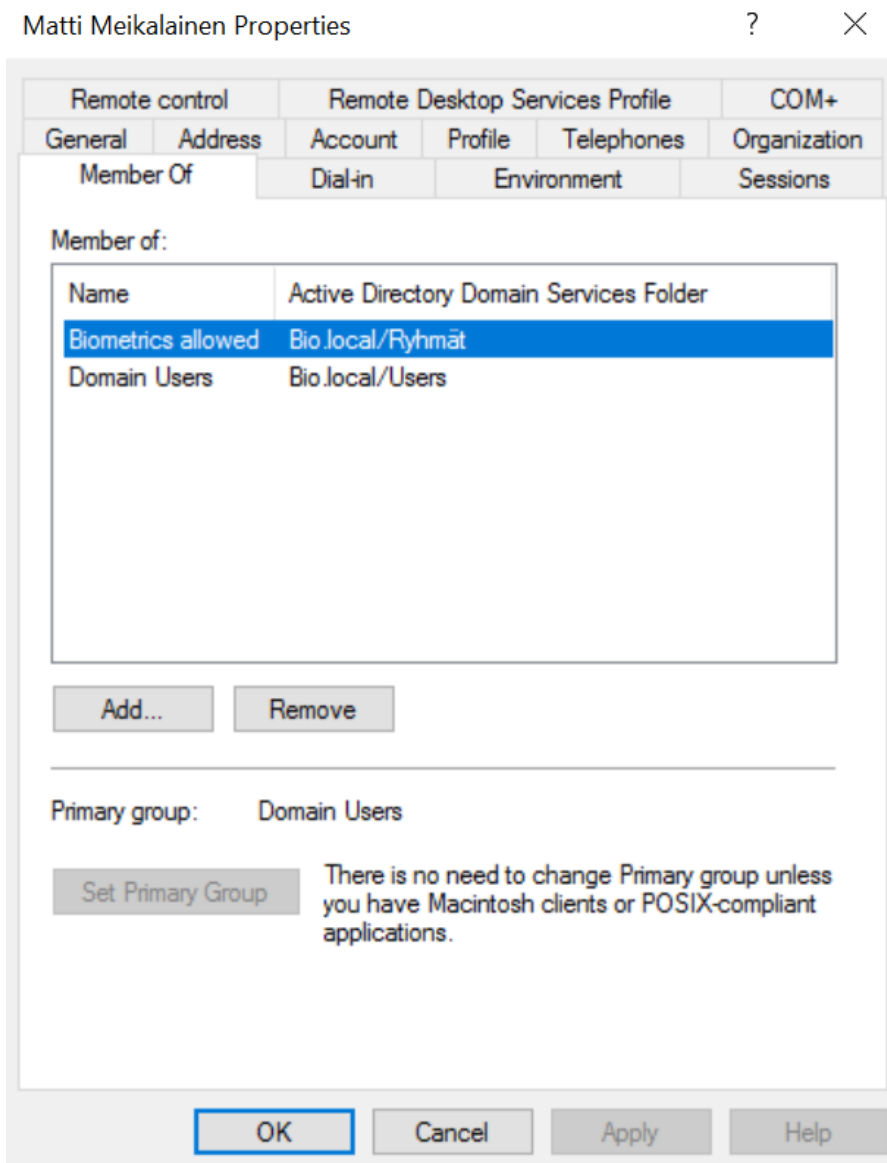 Matti Meikalainen Properties ? ✕
Remote control Remote Desktop Services Profile COM+
General Address Account Profile Telephones Organization
Member Of Dial-in Environment Sessions
Member of:
Name Active Directory Domain Services Folder
Biometrics allowed Bio.local/Ryhmät
Domain Users Bio.local/Users
Add... Remove
Primary group: Domain Users
Set Primary Group
There is no need to change Primary group unless
you have Macintosh clients or POSIX-compliant
applications.
OK Cancel Apply Help